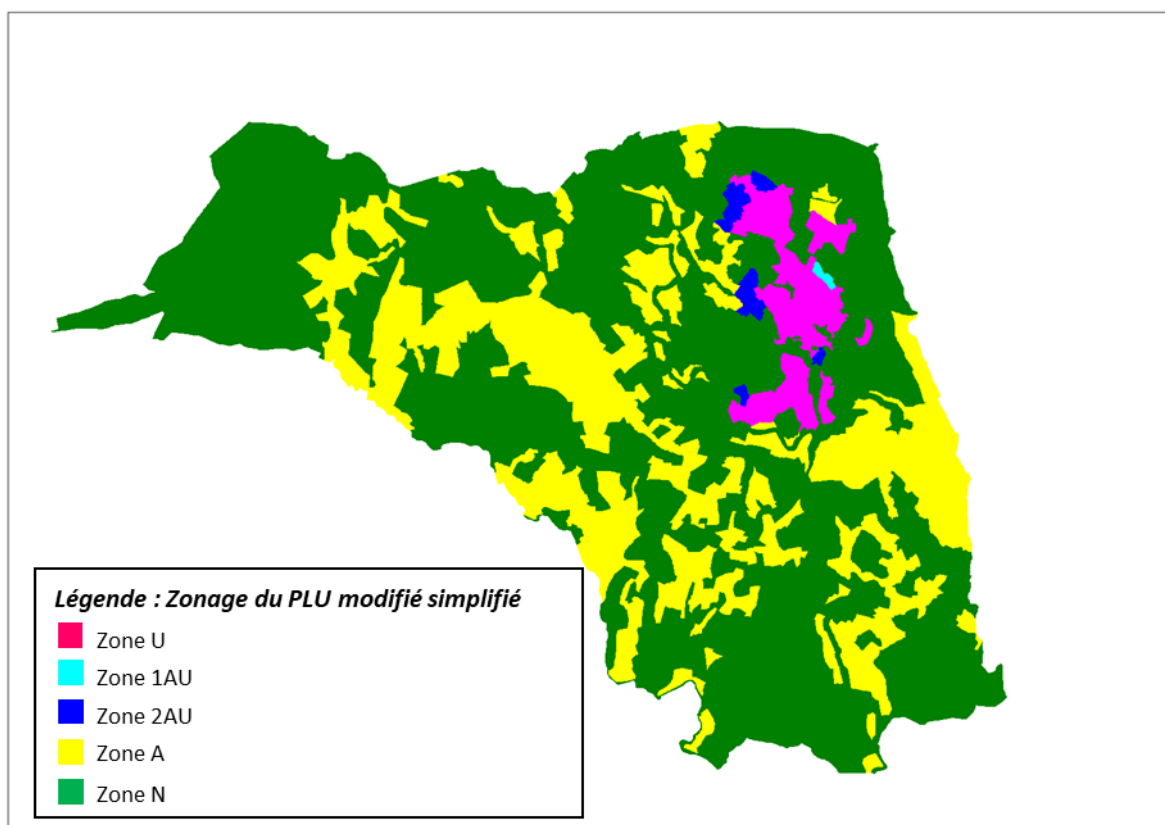 Légende : Zonage du PLU modifié simplifié
Zone U
Zone 1AU
Zone 2AU
Zone A
Zone N